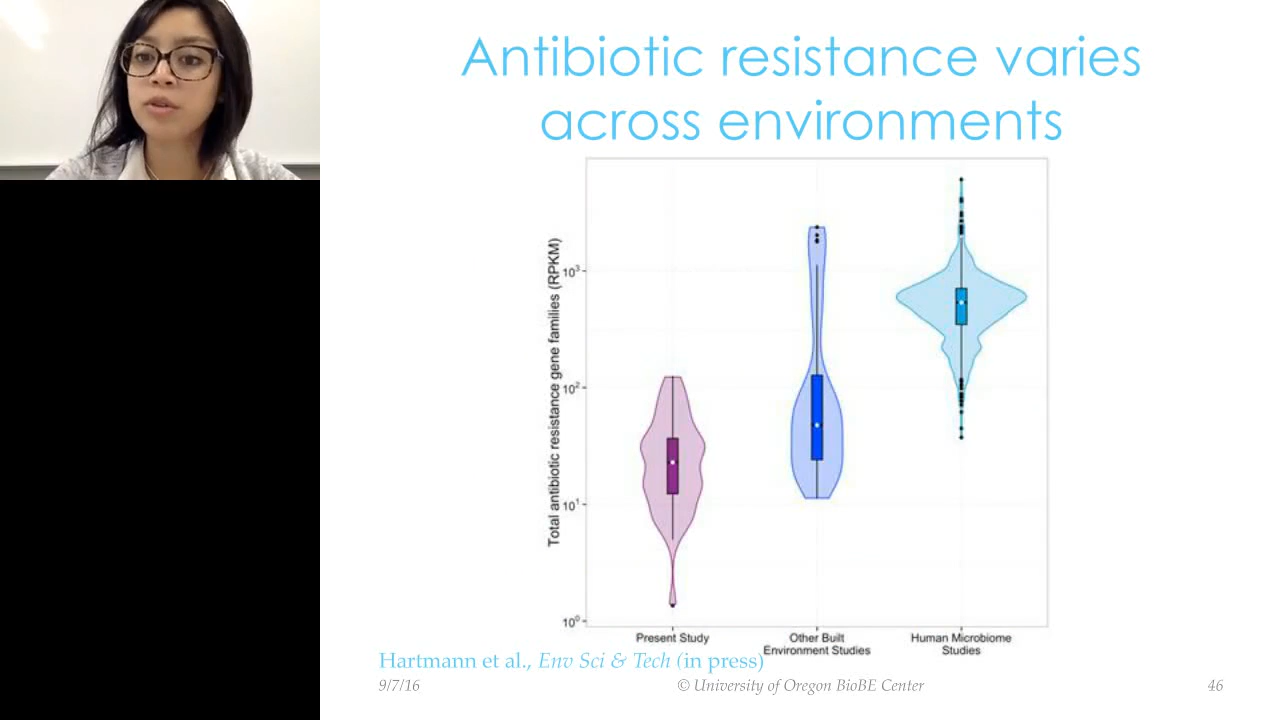 Antibiotic resistance varies
across environments
Total antibiotic resistance gene families (RPKM)
10³
10²
10¹
10⁰
Present Study
Other Built
Environment Studies
Human Microbiome
Studies
Hartmann et al., Env Sci & Tech (in press)
9/7/16
© University of Oregon BioBE Center
46